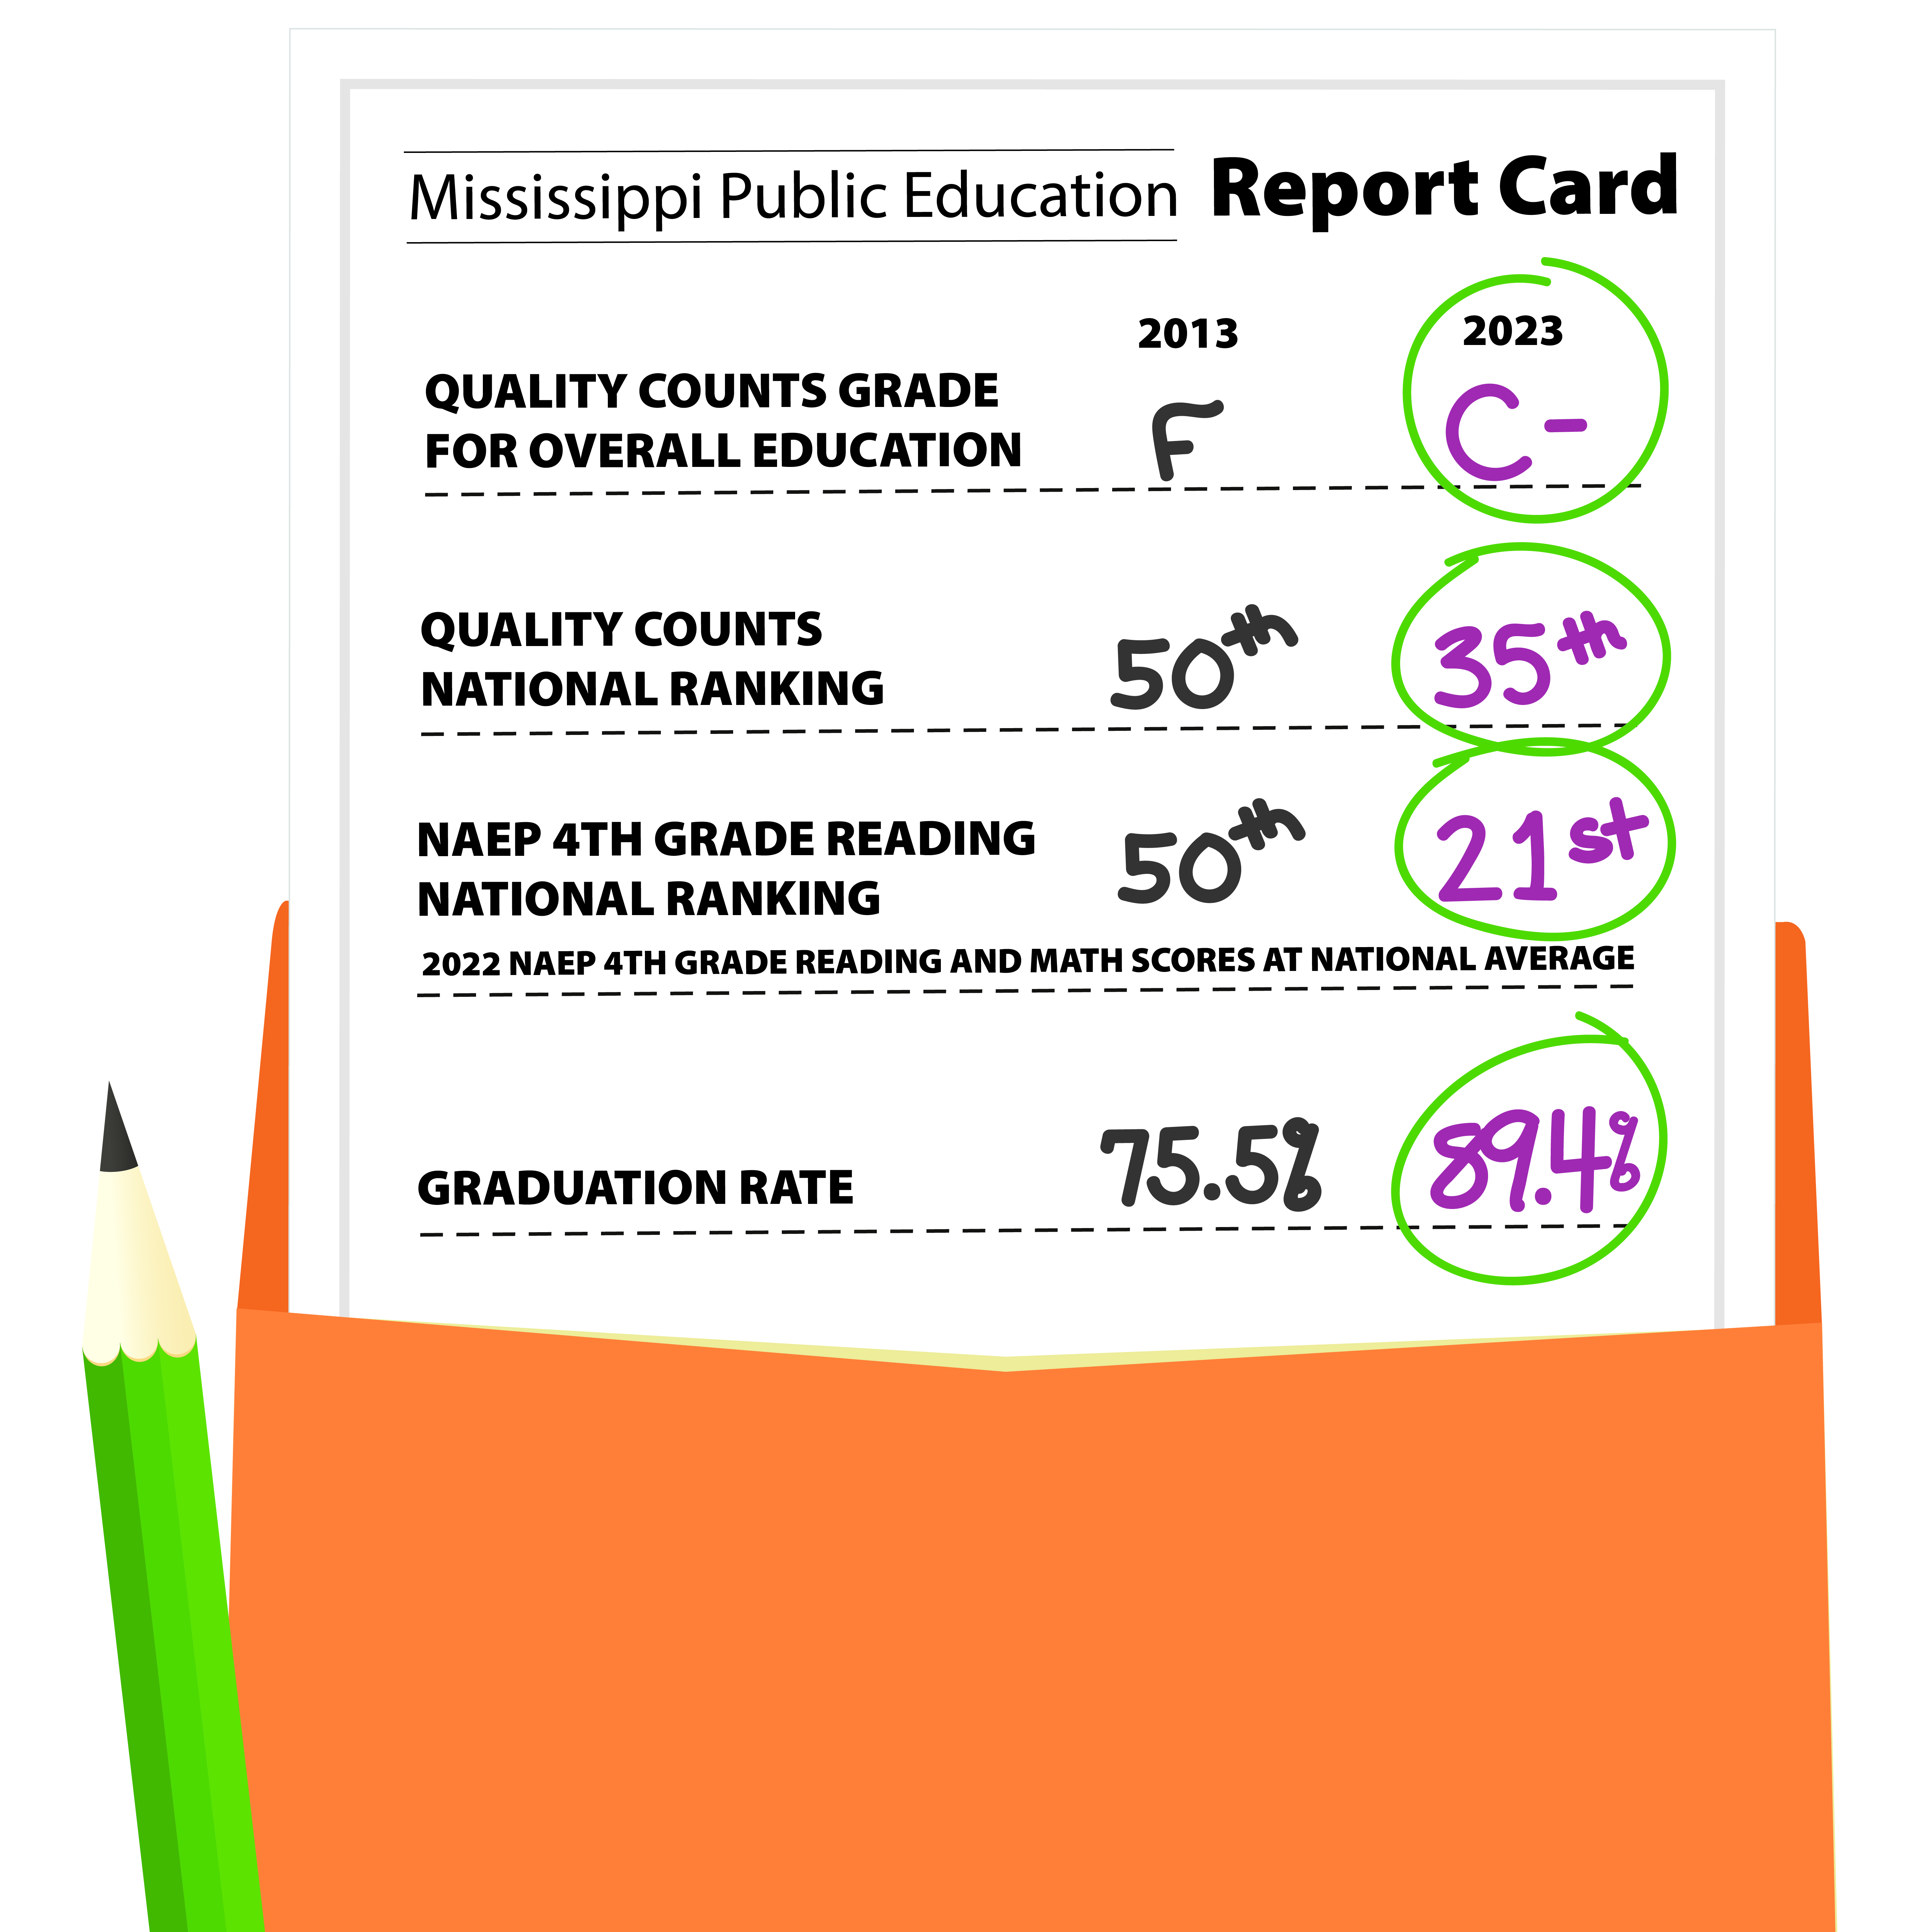 Mississippi Public Education Report Card
2013 2023
QUALITY COUNTS GRADE
FOR OVERALL EDUCATION F C-
QUALITY COUNTS
NATIONAL RANKING 50th 35th
NAEP 4TH GRADE READING
NATIONAL RANKING 50th 21st
2022 NAEP 4TH GRADE READING AND MATH SCORES AT NATIONAL AVERAGE
GRADUATION RATE 75.5% 89.4%